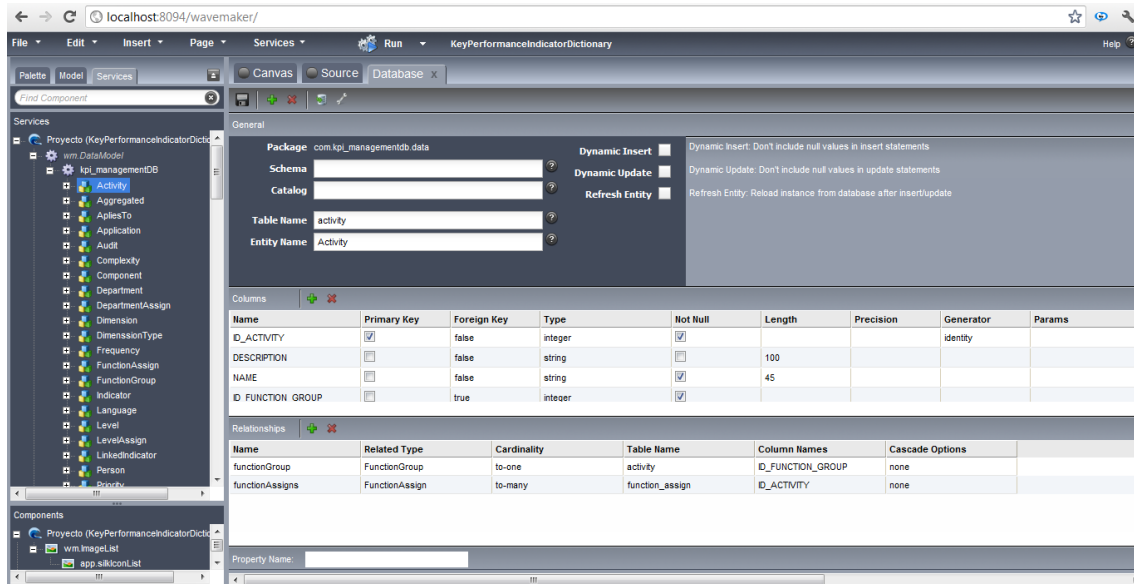 localhost:8094/wavemaker/
File Edit Insert Page Services Run KeyPerformanceIndicatorDictionary Help
Palette Model Services
Canvas Source Database x
Find Component
Services
Proyecto (KeyPerformanceIndicatorDictic
wm.DataModel
kpi_managementDB
Activity
Aggregated
ApliesTo
Application
Audit
Complexity
Component
Department
DepartmentAssign
Dimension
DimenssionType
Frequency
FunctionAssign
FunctionGroup
Indicator
Language
Level
LevelAssign
LinkedIndicator
Person
Priority
Components
Proyecto (KeyPerformanceIndicatorDictic
wm.ImageList
app.silkIconList
General
Package com.kpi_managementdb.data
Schema
Catalog
Table Name activity
Entity Name Activity
Dynamic Insert Dynamic Insert: Don't include null values in insert statements
Dynamic Update Dynamic Update: Don't include null values in update statements
Refresh Entity Refresh Entity: Reload instance from database after insert/update
Columns
Name Primary Key Foreign Key Type Not Null Length Precision Generator Params
ID_ACTIVITY false integer identity
DESCRIPTION false string 100
NAME false string 45
ID_FUNCTION_GROUP true integer
Relationships
Name Related Type Cardinality Table Name Column Names Cascade Options
functionGroup FunctionGroup to-one activity ID_FUNCTION_GROUP none
functionAssigns FunctionAssign to-many function_assign ID_ACTIVITY none
Property Name: